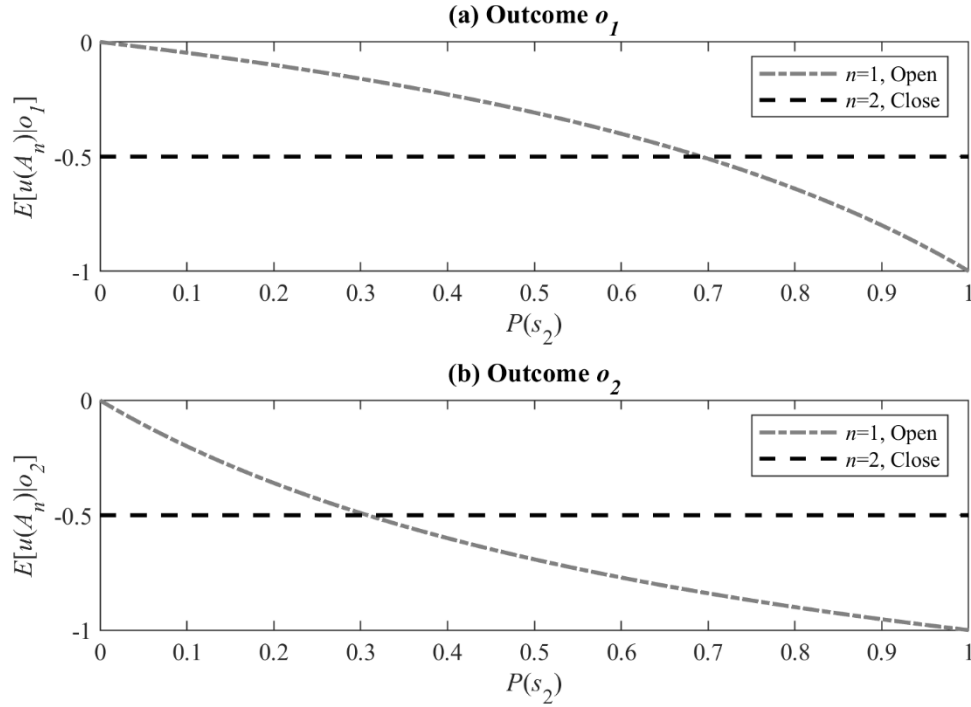 (a) Outcome o₁
0
-0.5
-1
E[u(Aₙ)|o₁]
n=1, Open
n=2, Close
0 0.1 0.2 0.3 0.4 0.5 0.6 0.7 0.8 0.9 1
P(s₂)
(b) Outcome o₂
0
-0.5
-1
E[u(Aₙ)|o₂]
n=1, Open
n=2, Close
0 0.1 0.2 0.3 0.4 0.5 0.6 0.7 0.8 0.9 1
P(s₂)